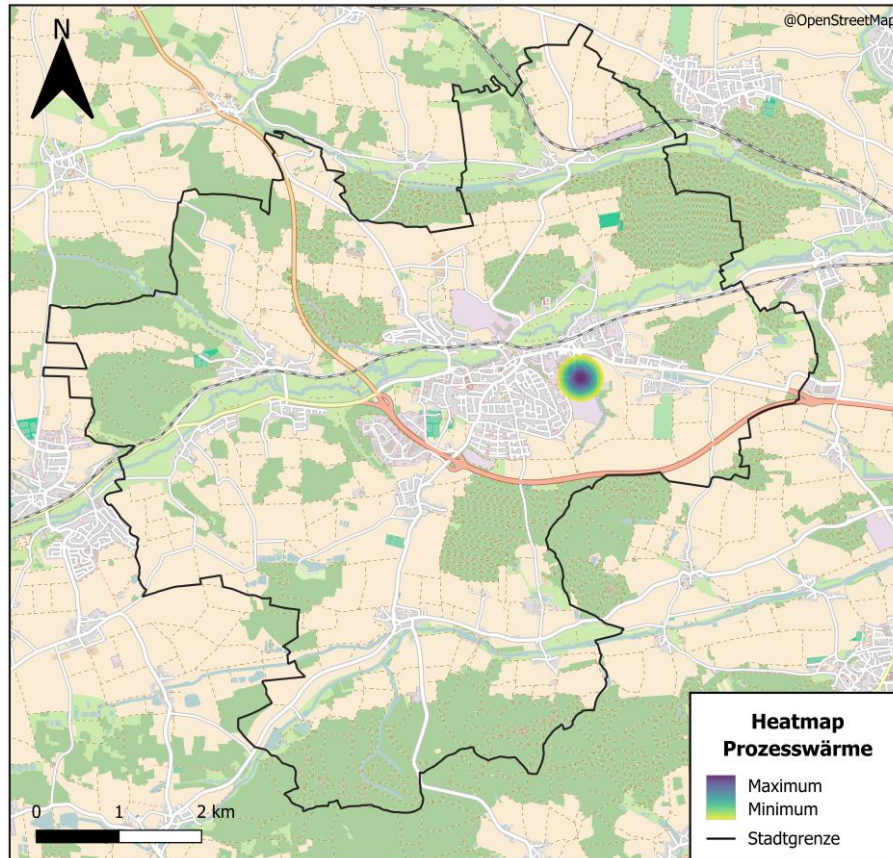 @OpenStreetMap
N
Heatmap
Prozesswärme
Maximum
Minimum
Stadtgrenze
0 1 2 km